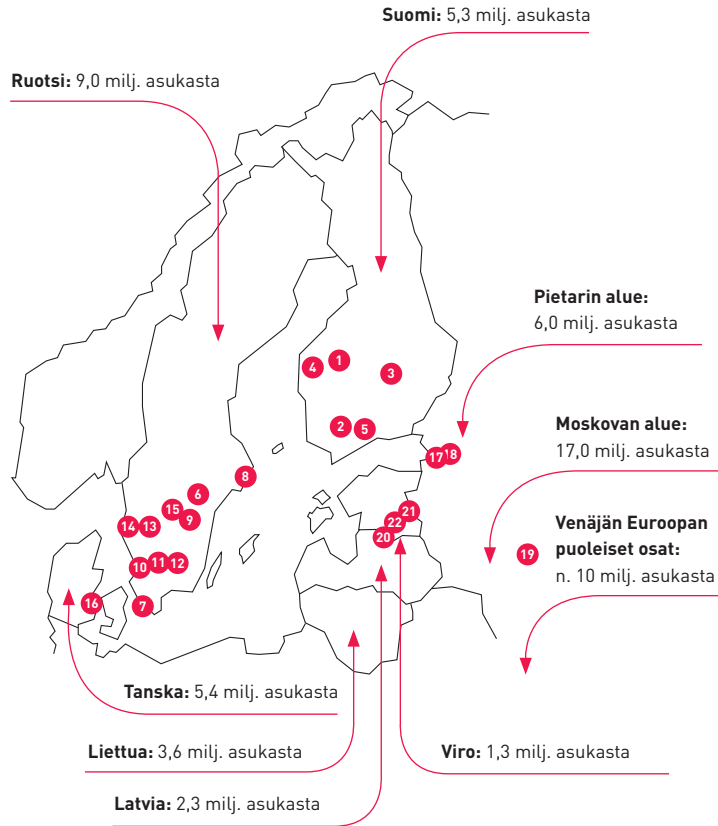 Suomi: 5,3 milj. asukasta
Ruotsi: 9,0 milj. asukasta
Pietarin alue:
6,0 milj. asukasta
Moskovan alue:
17,0 milj. asukasta
Venäjän Euroopan
puoleiset osat:
n. 10 milj. asukasta
1
4
3
2
5
17
18
8
6
15
9
14
13
21
22
20
19
10
11
12
16
7
Tanska: 5,4 milj. asukasta
Liettua: 3,6 milj. asukasta
Viro: 1,3 milj. asukasta
Latvia: 2,3 milj. asukasta